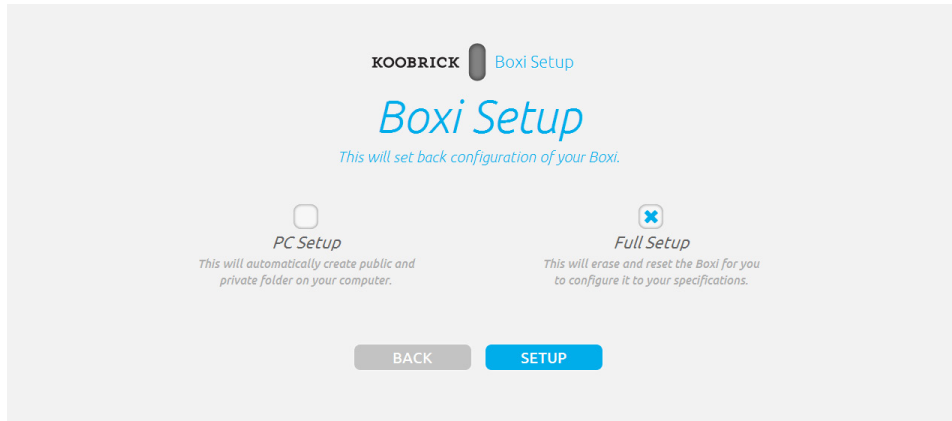 KOOBRICK Boxi Setup
Boxi Setup
This will set back configuration of your Boxi.
PC Setup
This will automatically create public and
private folder on your computer.
Full Setup
This will erase and reset the Boxi for you
to configure it to your specifications.
BACK
SETUP